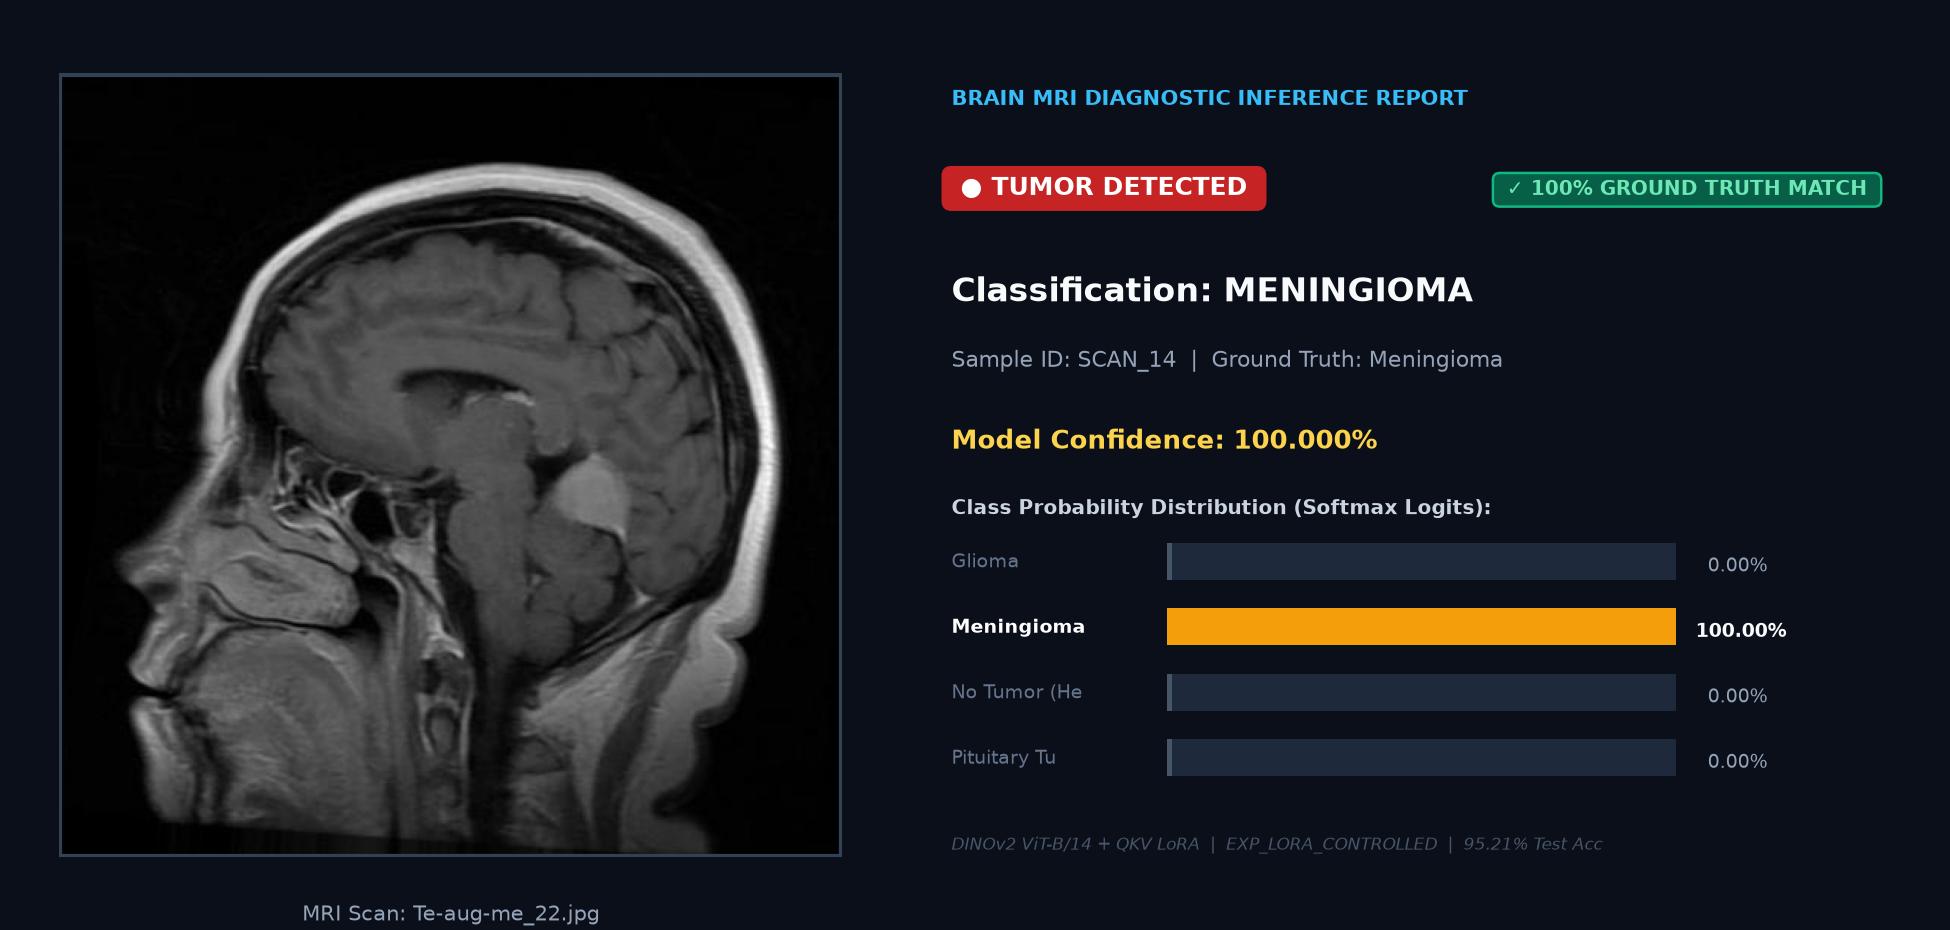 BRAIN MRI DIAGNOSTIC INFERENCE REPORT
● TUMOR DETECTED
✓ 100% GROUND TRUTH MATCH
Classification: MENINGIOMA
Sample ID: SCAN_14 | Ground Truth: Meningioma
Model Confidence: 100.000%
Class Probability Distribution (Softmax Logits):
Glioma 0.00%
Meningioma 100.00%
No Tumor (He 0.00%
Pituitary Tu 0.00%
DINOv2 ViT-B/14 + QKV LoRA | EXP_LORA_CONTROLLED | 95.21% Test Acc
MRI Scan: Te-aug-me_22.jpg